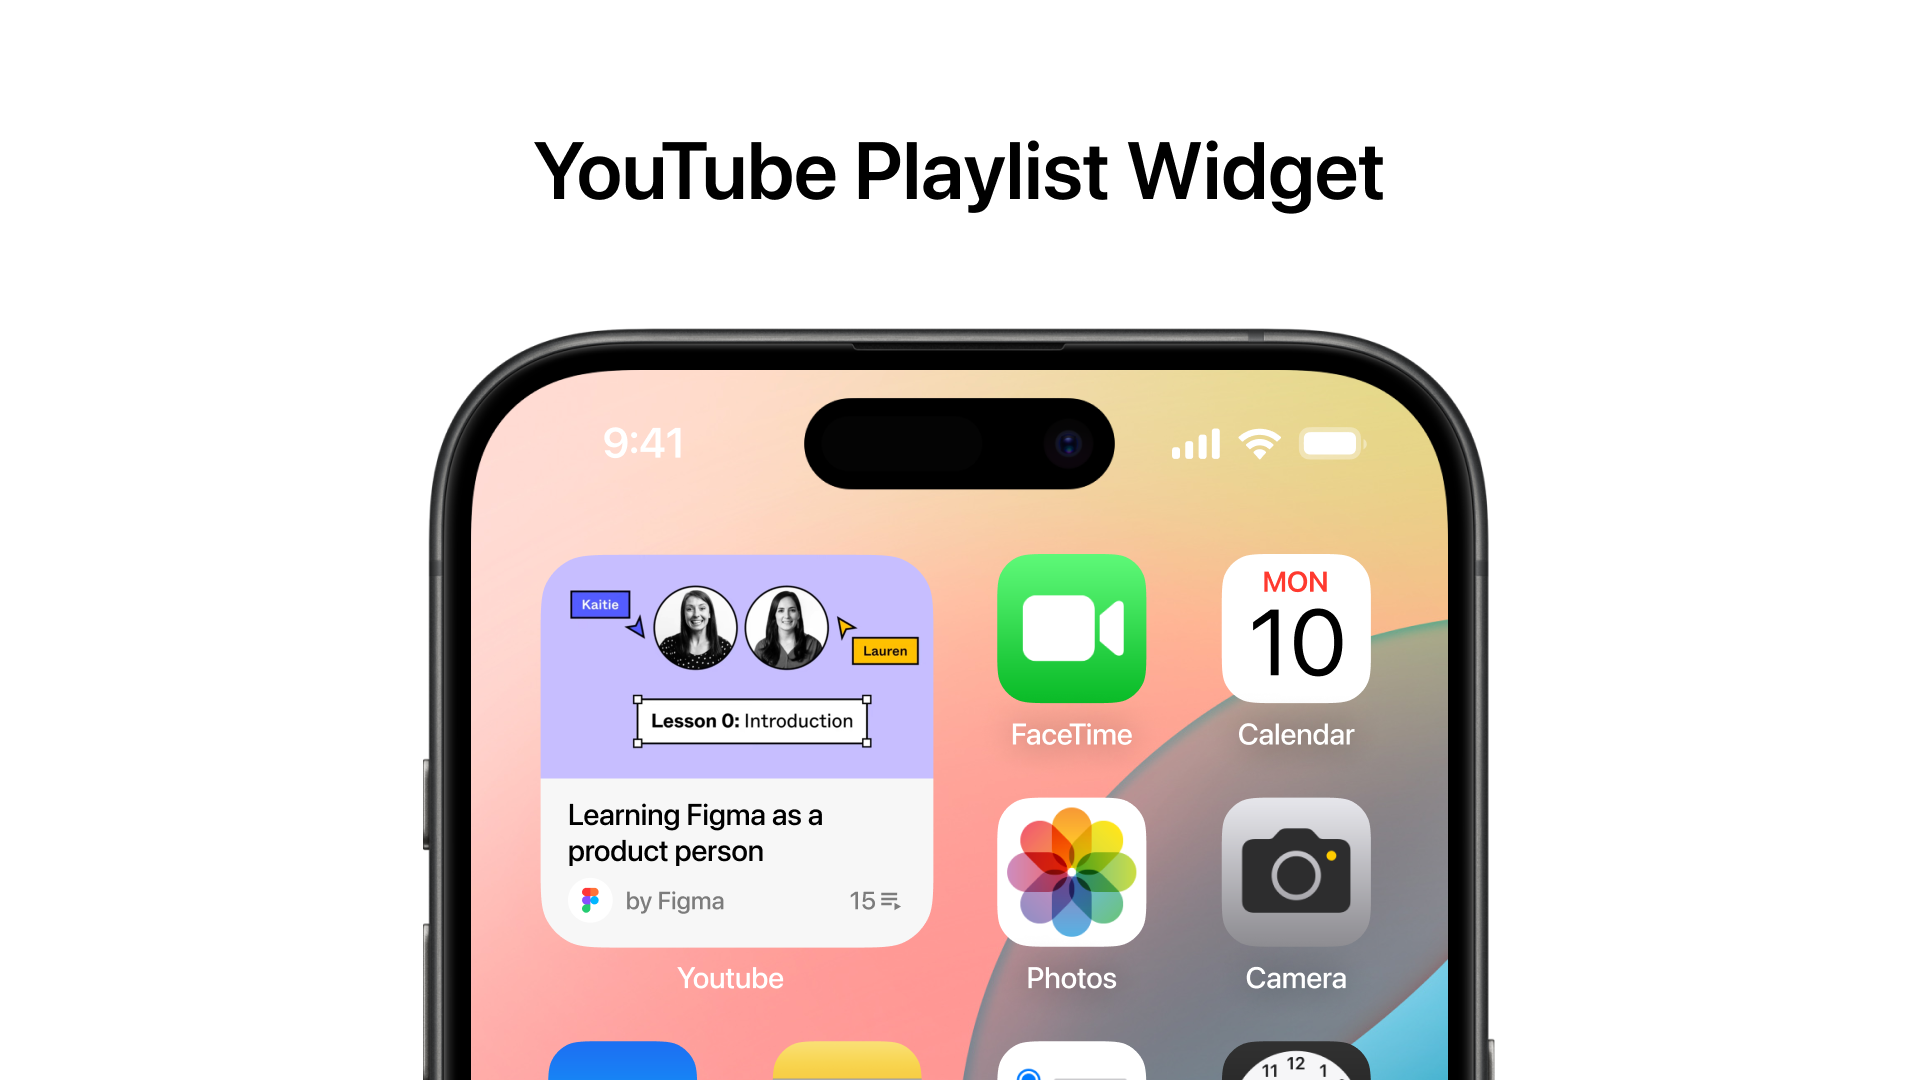 YouTube Playlist Widget
9:41
Kaitie
Lauren
Lesson 0: Introduction
Learning Figma as a
product person
by Figma
15
Youtube
FaceTime
MON
10
Calendar
Photos
Camera
11 12 1